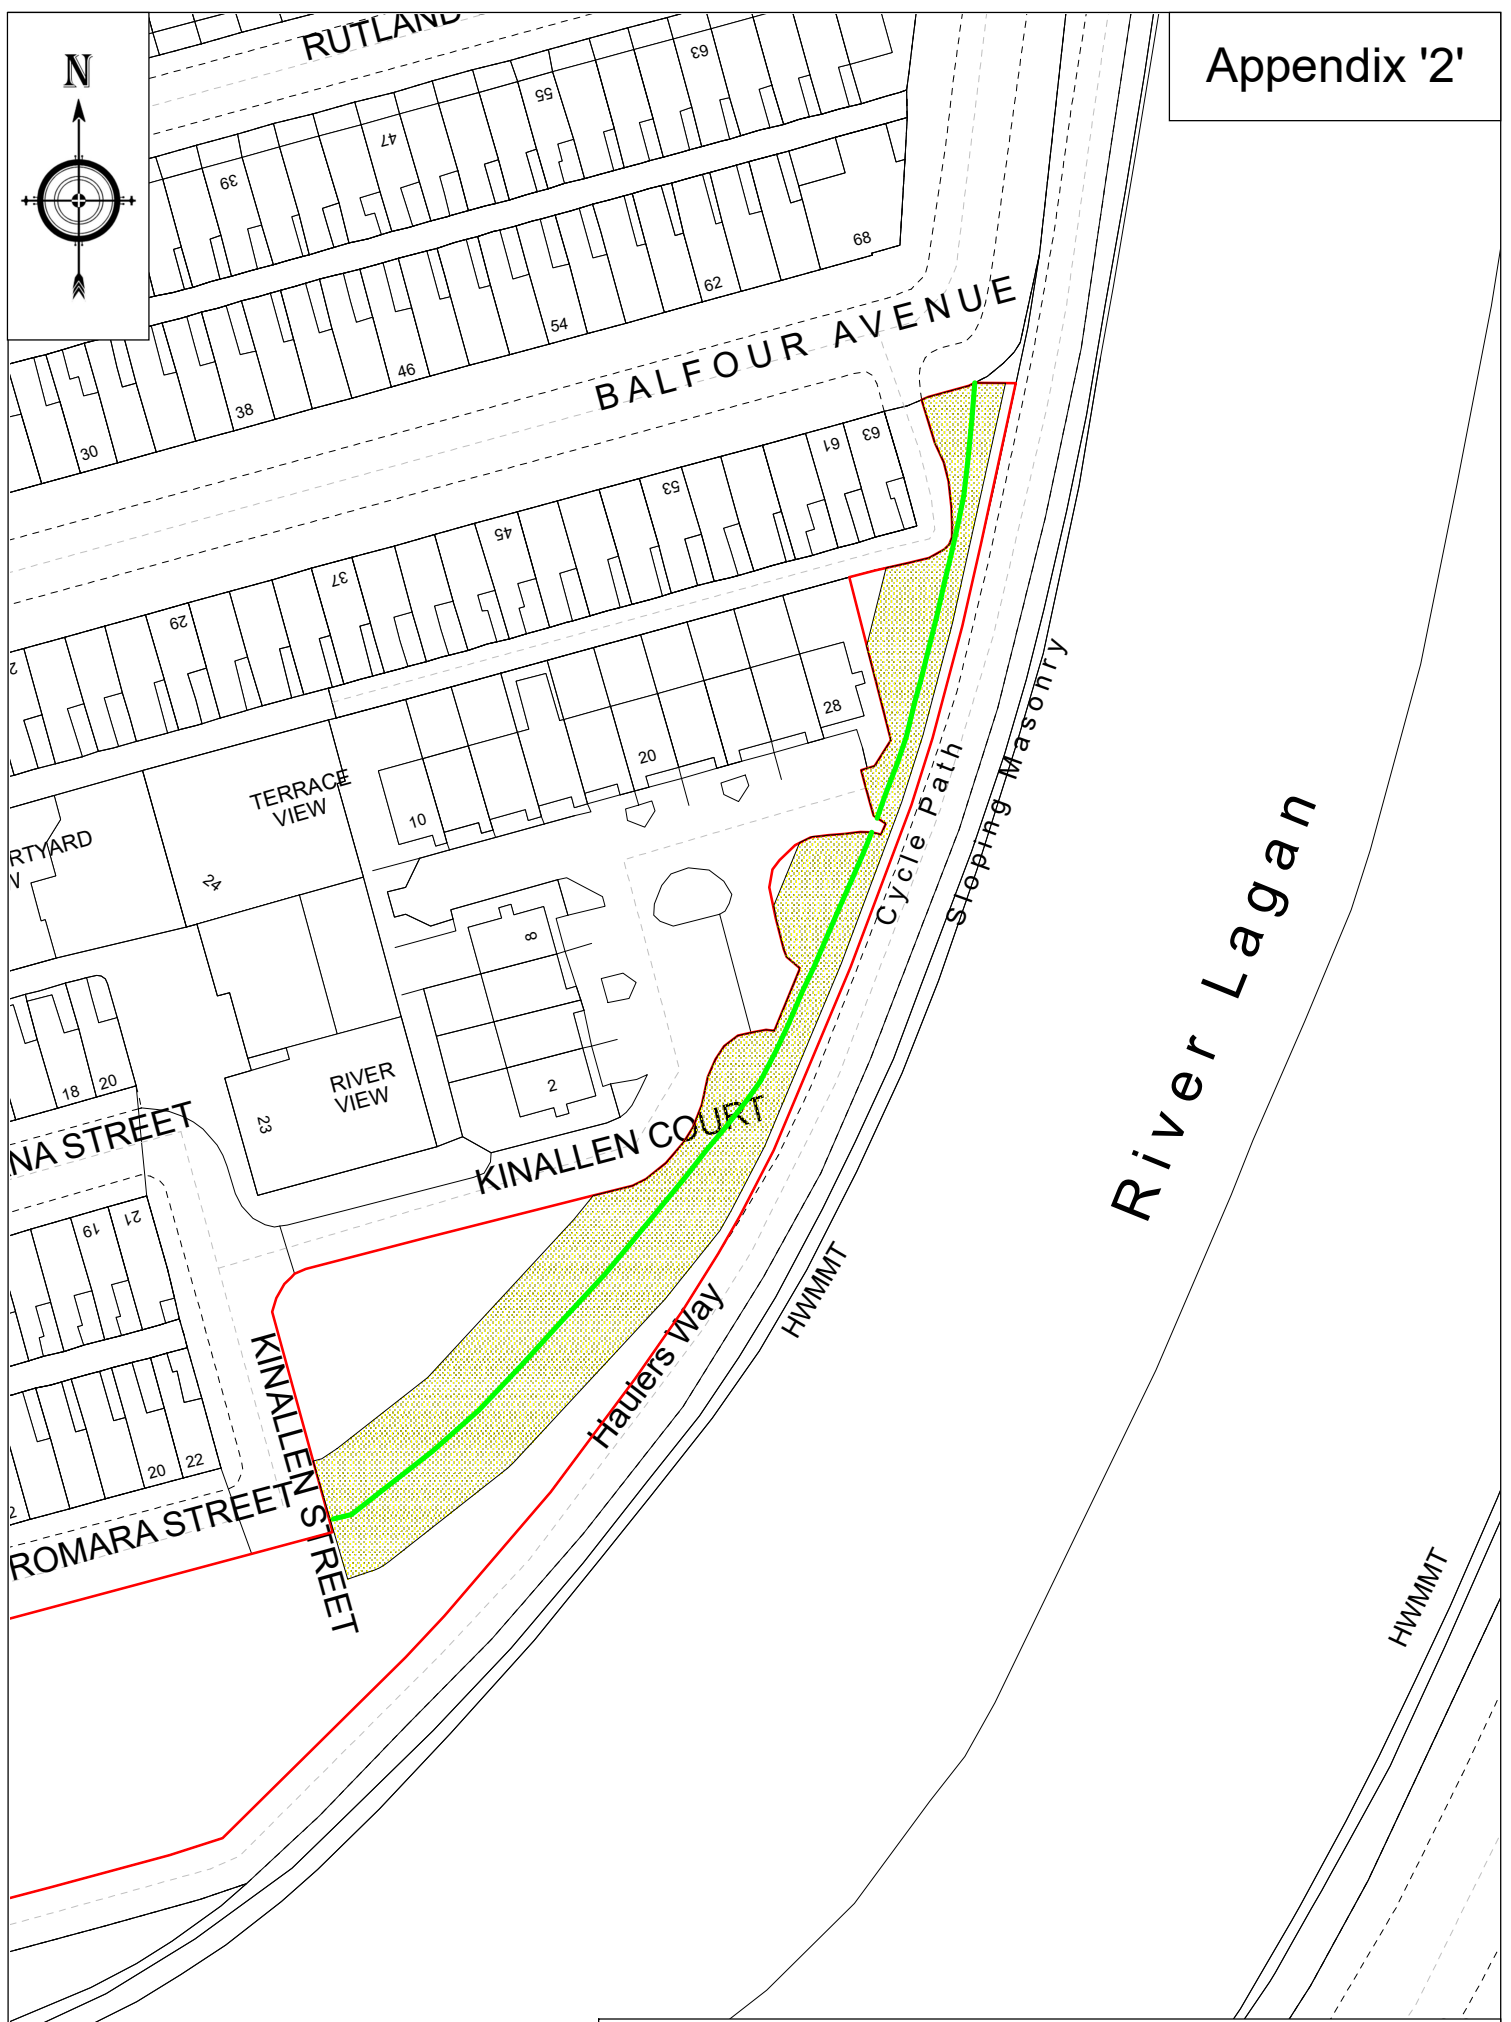 Appendix '2'
N
RUTLAND
63
55
47
39
68
62
54
46
38
30
BALFOUR AVENUE
63
61
53
45
37
29
2
28
20
10
TERRACE
VIEW
24
RTYARD
W
8
2
RIVER
VIEW
23
18
20
NA STREET
KINALLEN COURT
Cycle Path
Sloping Masonry
River Lagan
19
21
HWMMT
Haulers Way
KINALLEN STREET
20
22
2
ROMARA STREET
HWMMT